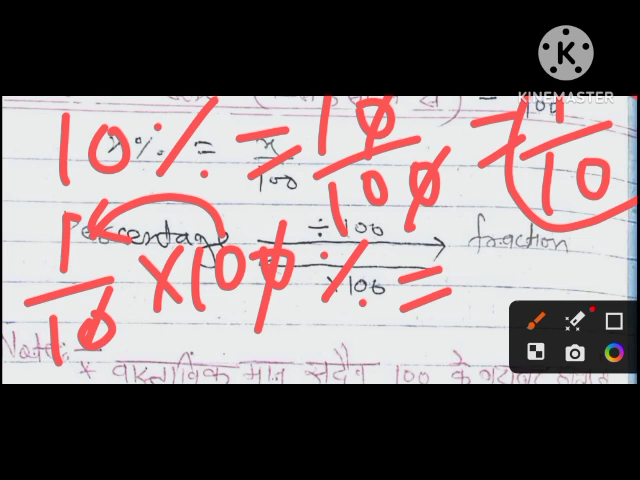 K
KINEMASTER
100
x% = x/100
10% = 10/100 = 1/10
Percentage ÷100 fraction
×100
1/10 × 100 % =
Note:
* वास्तविक मान सदैव 100 के बराबर